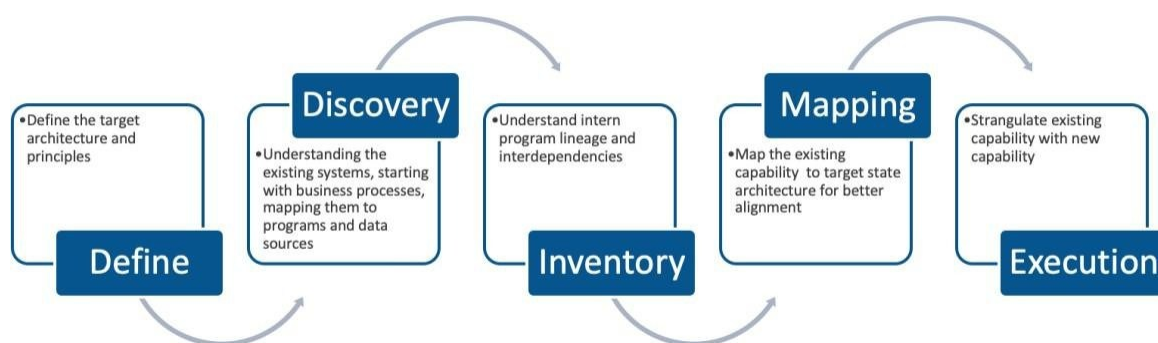 •Define the target
architecture and
principles
Define
Discovery
•Understanding the
existing systems, starting
with business processes,
mapping them to
programs and data
sources
•Understand intern
program lineage and
interdependencies
Inventory
Mapping
•Map the existing
capability to target state
architecture for better
alignment
•Strangulate existing
capability with new
capability
Execution